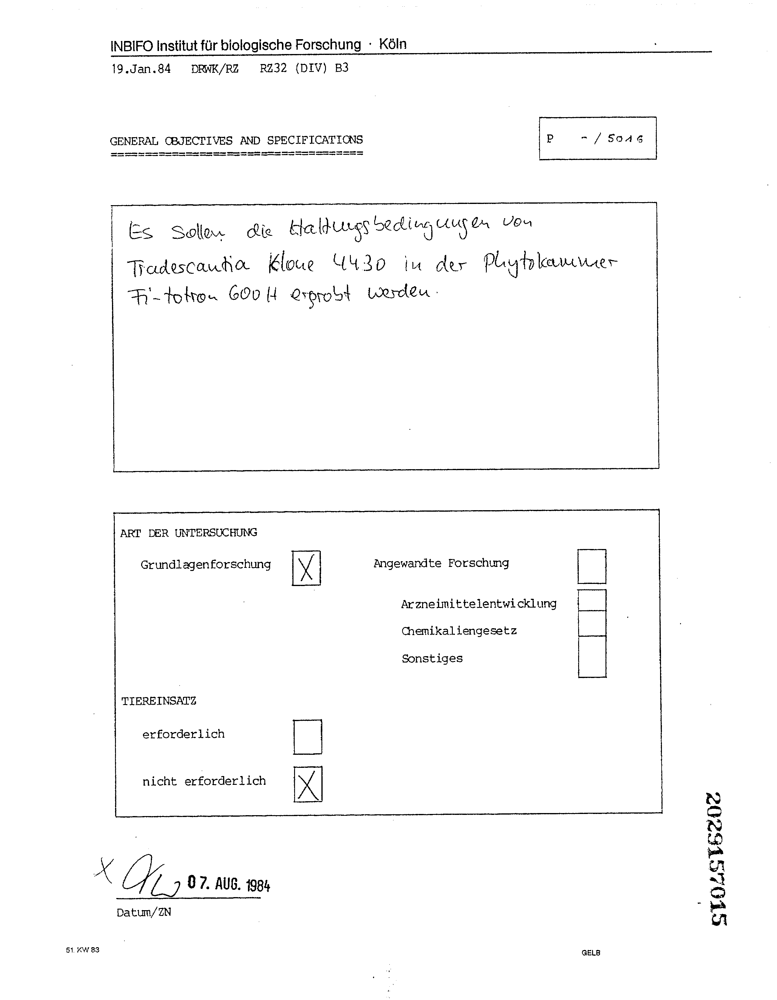 INBIFO Institut für biologische Forschung · Köln
19.Jan.84 DRWK/RZ RZ32 (DIV) B3
GENERAL OBJECTIVES AND SPECIFICATIONS
=====================================
P - / 5016
Es sollen die Haltungsbedingungen von
Tradescantia Klone 4430 in der Phytokammer
Fi-totron 600 H erprobt werden.
ART DER UNTERSUCHUNG
Grundlagenforschung X Angewandte Forschung
Arzneimittelentwicklung
Chemikaliengesetz
Sonstiges
TIEREINSATZ
erforderlich
nicht erforderlich X
X
07. AUG. 1984
Datum/ZN
51. KW 83
GELB
2029157015